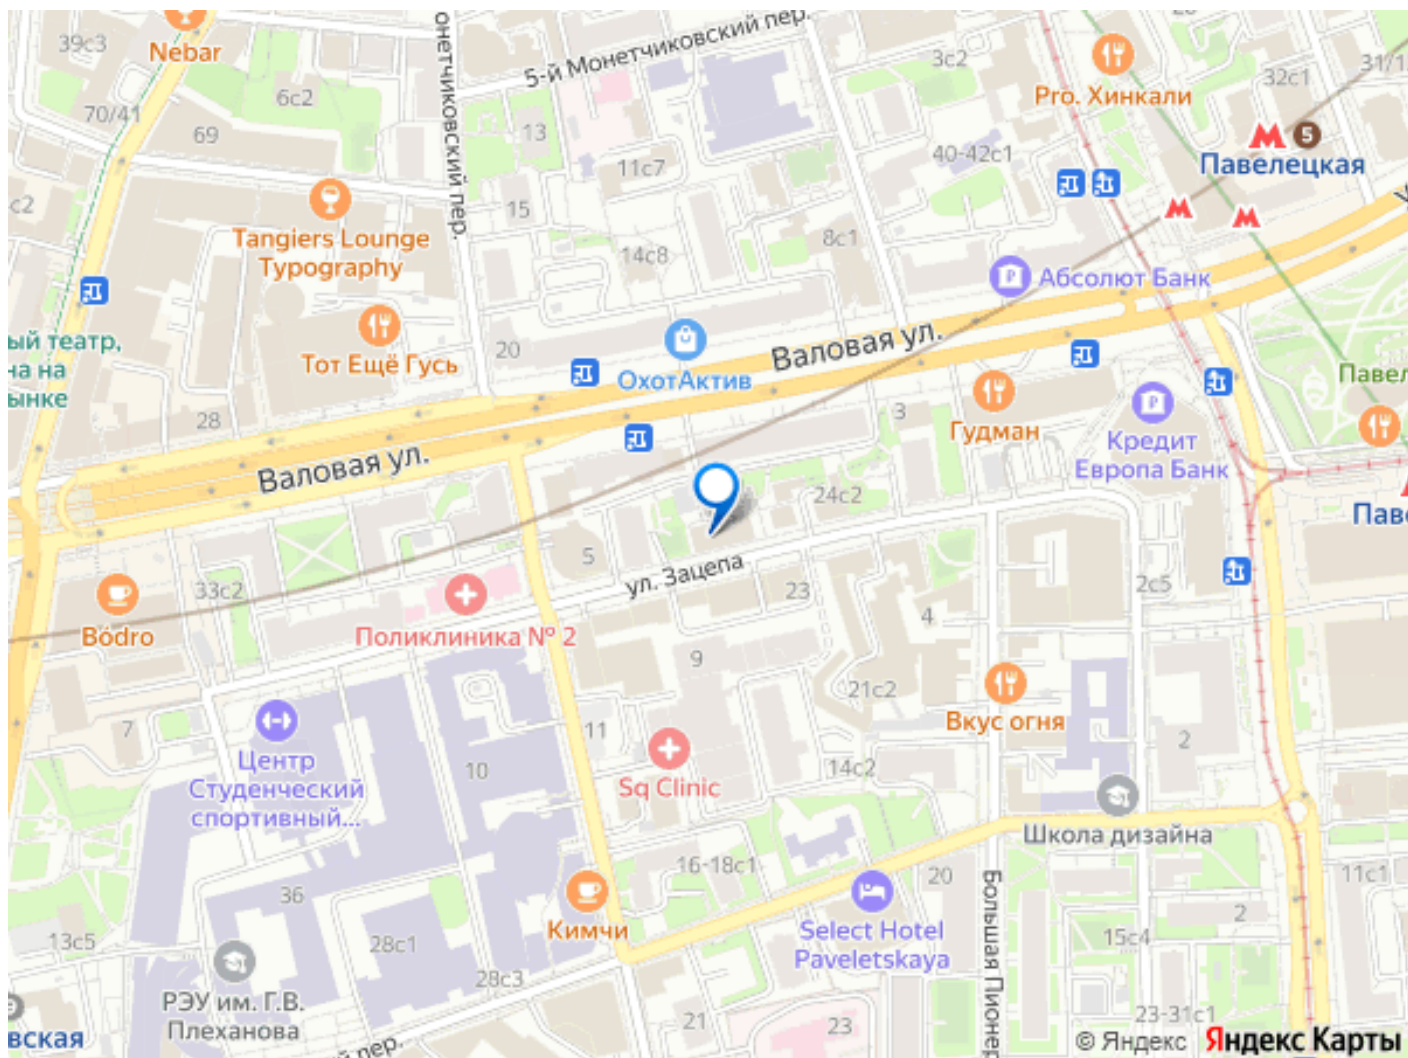 39с3
Nebar
онетчиковский пер.
5-й Монетчиковский пер.
3с2
Pro. Хинкали
32с1
31/1
6с2
70/41
69
13
11с7
40-42с1
5
Павелецкая
с2
15
Tangiers Lounge
Typography
14с8
8с1
Абсолют Банк
ый театр,
на на
ынке
Тот Ещё Гусь
20
ОхотАктив
Валовая ул.
Павел
28
3
Гудман
Кредит
Европа Банк
Валовая ул.
24с2
Паве
5
ул. Зацепа
33с2
23
2с5
Bódro
Поликлиника № 2
4
9
21с2
Вкус огня
7
11
2
Центр
Студенческий
спортивный...
10
Sq Clinic
14с2
Школа дизайна
16-18с1
20
11с1
36
Кимчи
Select Hotel
Paveletskaya
Большая Пионер
2
13с5
28с1
15с4
28с3
РЭУ им. Г.В.
Плеханова
вская
й пер.
21
23
23-31с1
© Яндекс Яндекс Карты